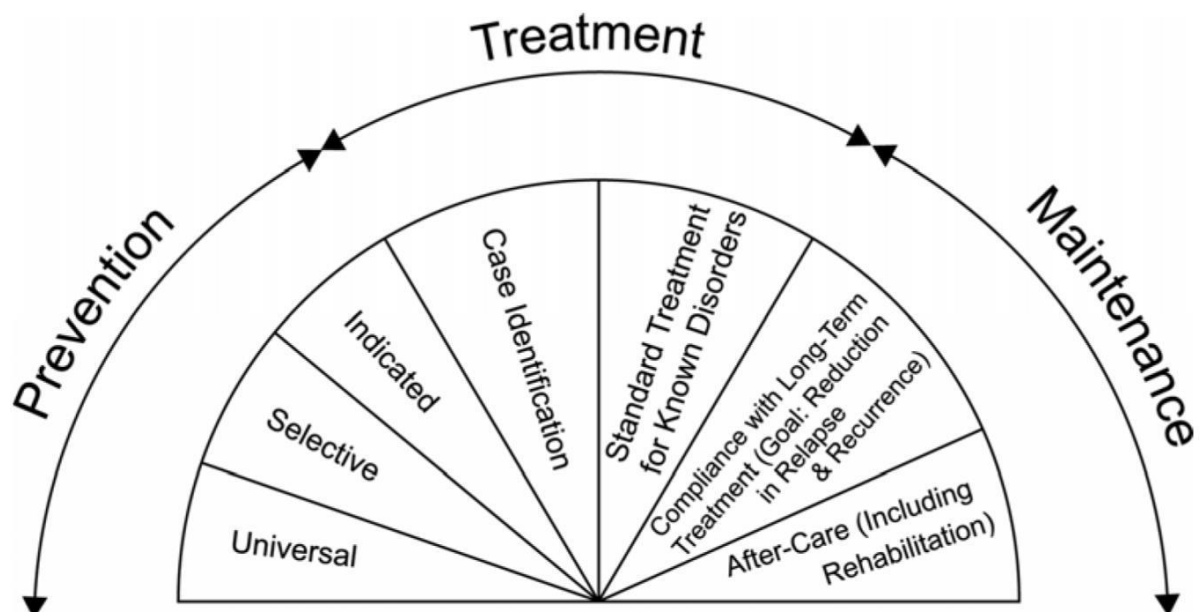 Treatment
Prevention
Maintenance
Universal
Selective
Indicated
Case Identification
Standard Treatment
for Known Disorders
Compliance with Long-Term
Treatment (Goal: Reduction
in Relapse
& Recurrence)
After-Care (Including
Rehabilitation)